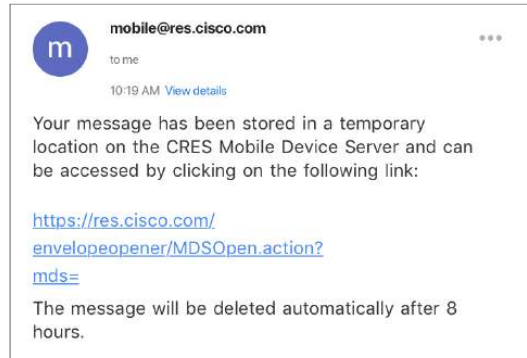 m
mobile@res.cisco.com
to me
10:19 AM View details
Your message has been stored in a temporary
location on the CRES Mobile Device Server and can
be accessed by clicking on the following link:
https://res.cisco.com/
envelopeopener/MDSOpen.action?
mds=
The message will be deleted automatically after 8
hours.